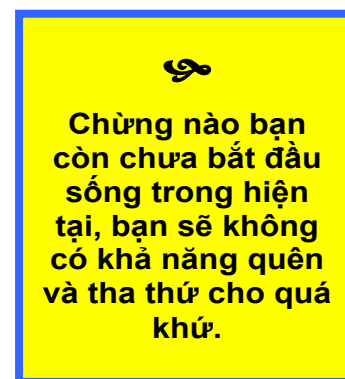 Chừng nào bạn
còn chưa bắt đầu
sống trong hiện
tại, bạn sẽ không
có khả năng quên
và tha thứ cho quá
khứ.